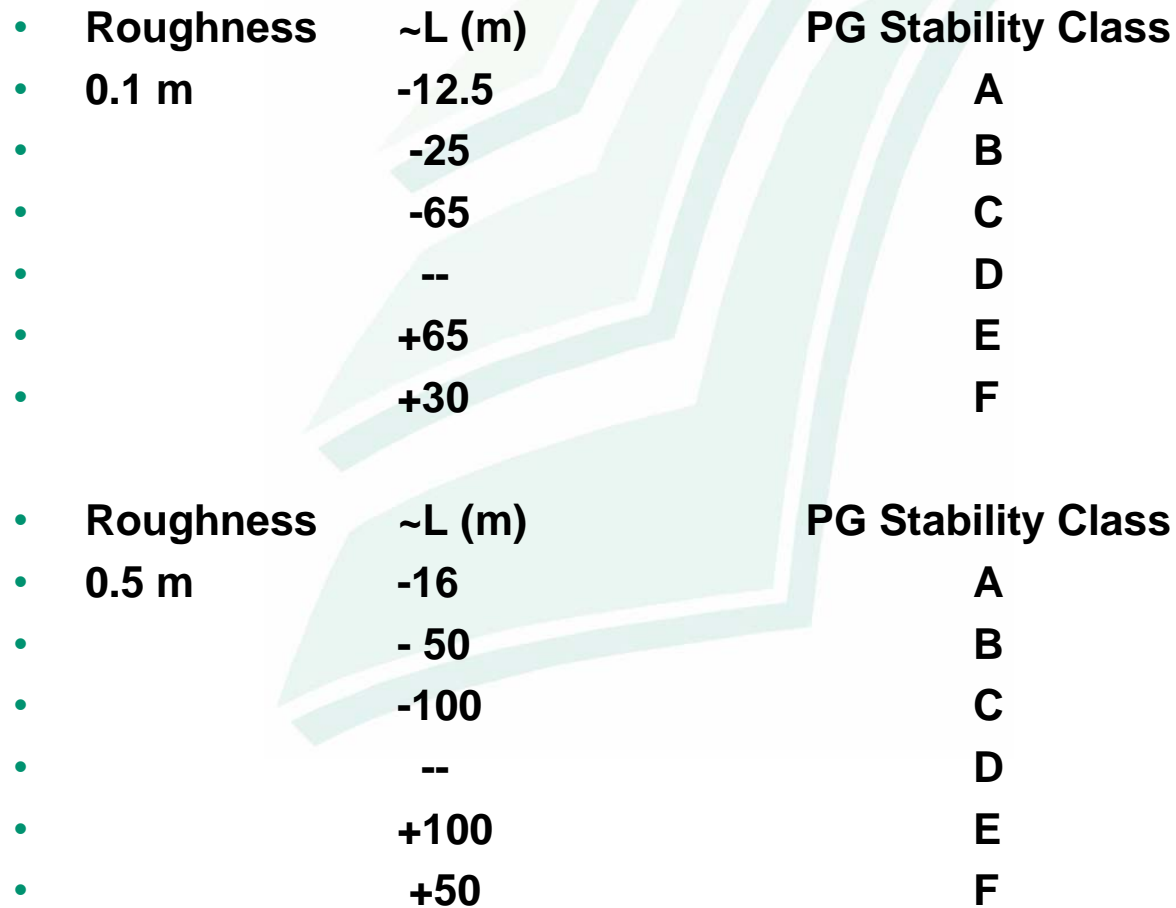 • Roughness ~L (m) PG Stability Class
• 0.1 m -12.5 A
• -25 B
• -65 C
• -- D
• +65 E
• +30 F
• Roughness ~L (m) PG Stability Class
• 0.5 m -16 A
• - 50 B
• -100 C
• -- D
• +100 E
• +50 F